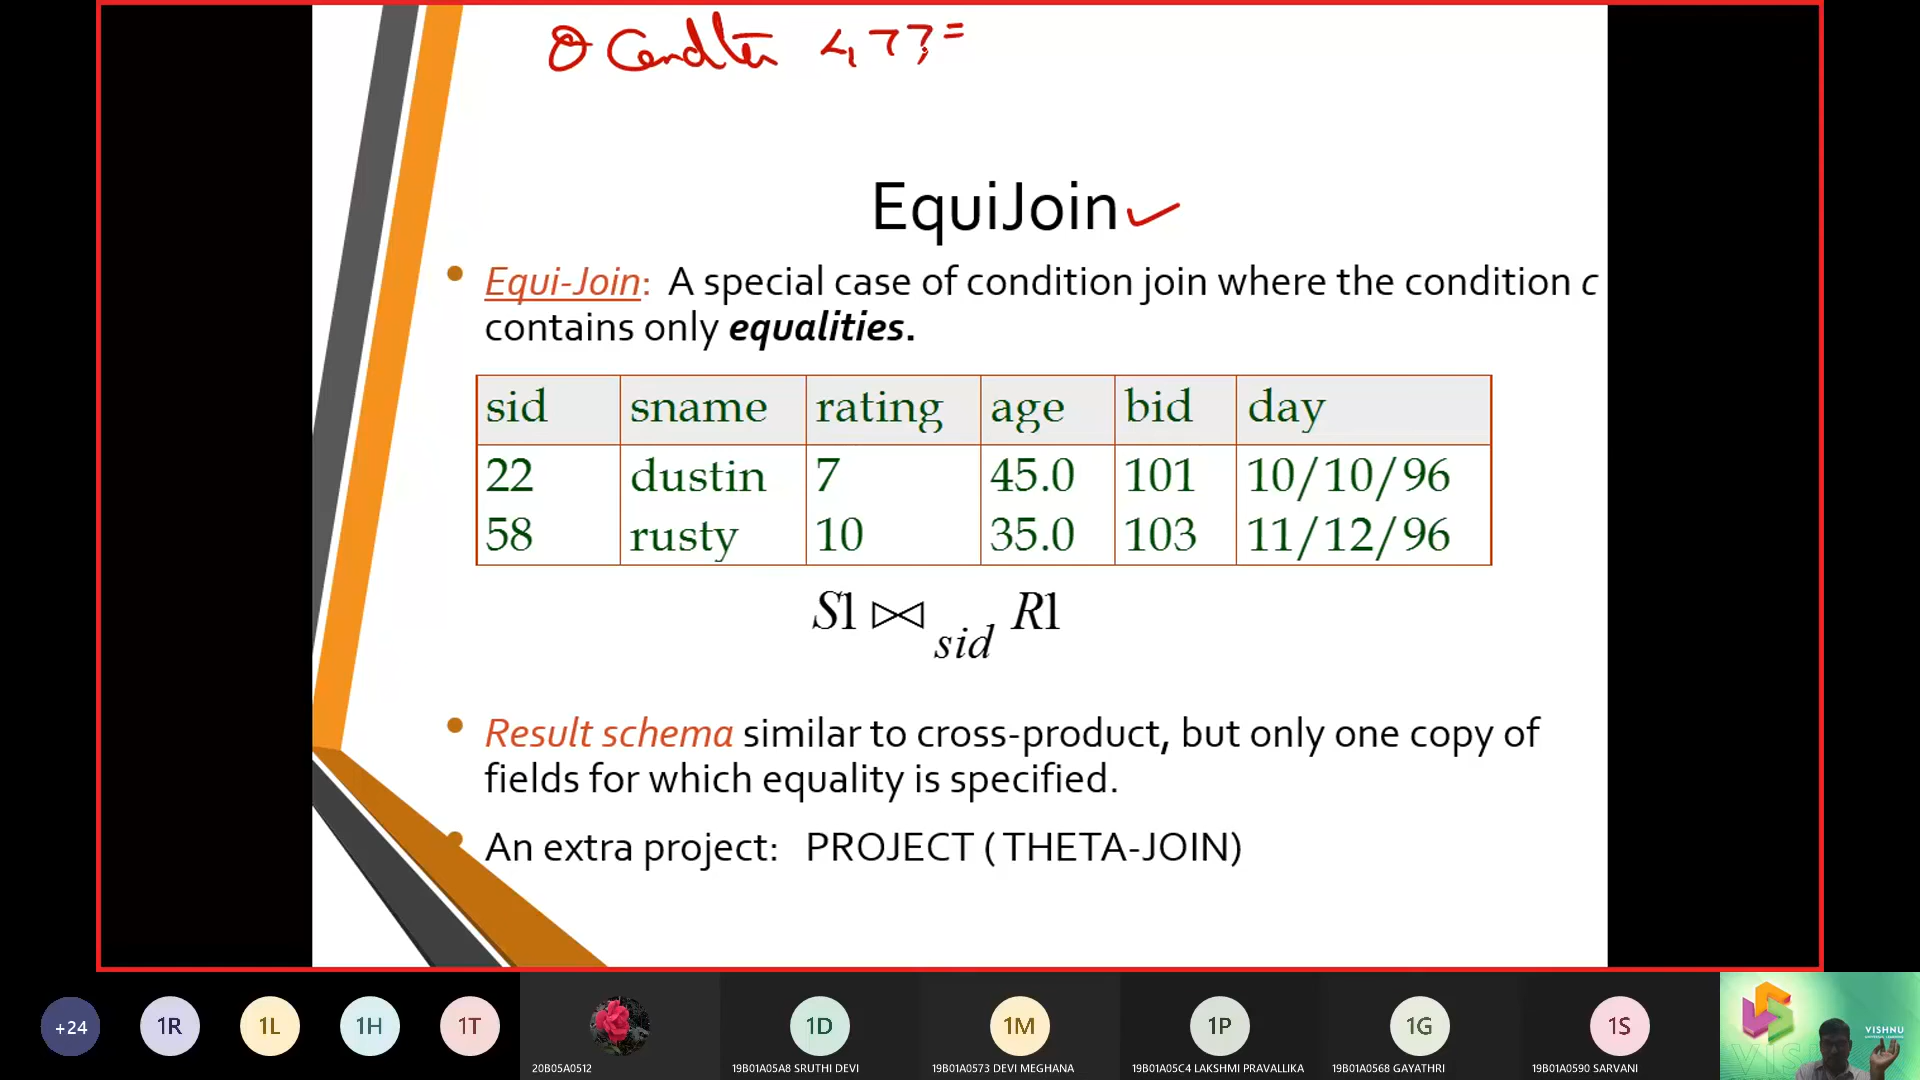 θ Condtn <, >, =
EquiJoin
Equi-Join: A special case of condition join where the condition c
contains only equalities.
sid sname rating age bid day
22 dustin 7 45.0 101 10/10/96
58 rusty 10 35.0 103 11/12/96
S1 ⋈ sid R1
Result schema similar to cross-product, but only one copy of
fields for which equality is specified.
An extra project: PROJECT ( THETA-JOIN)
+24 1R 1L 1H 1T 1D 1M 1P 1G 1S
20B05A0512 19B01A05A8 SRUTHI DEVI 19B01A0573 DEVI MEGHANA 19B01A05C4 LAKSHMI PRAVALLIKA 19B01A0568 GAYATHRI 19B01A0590 SARVANI
VISHNU